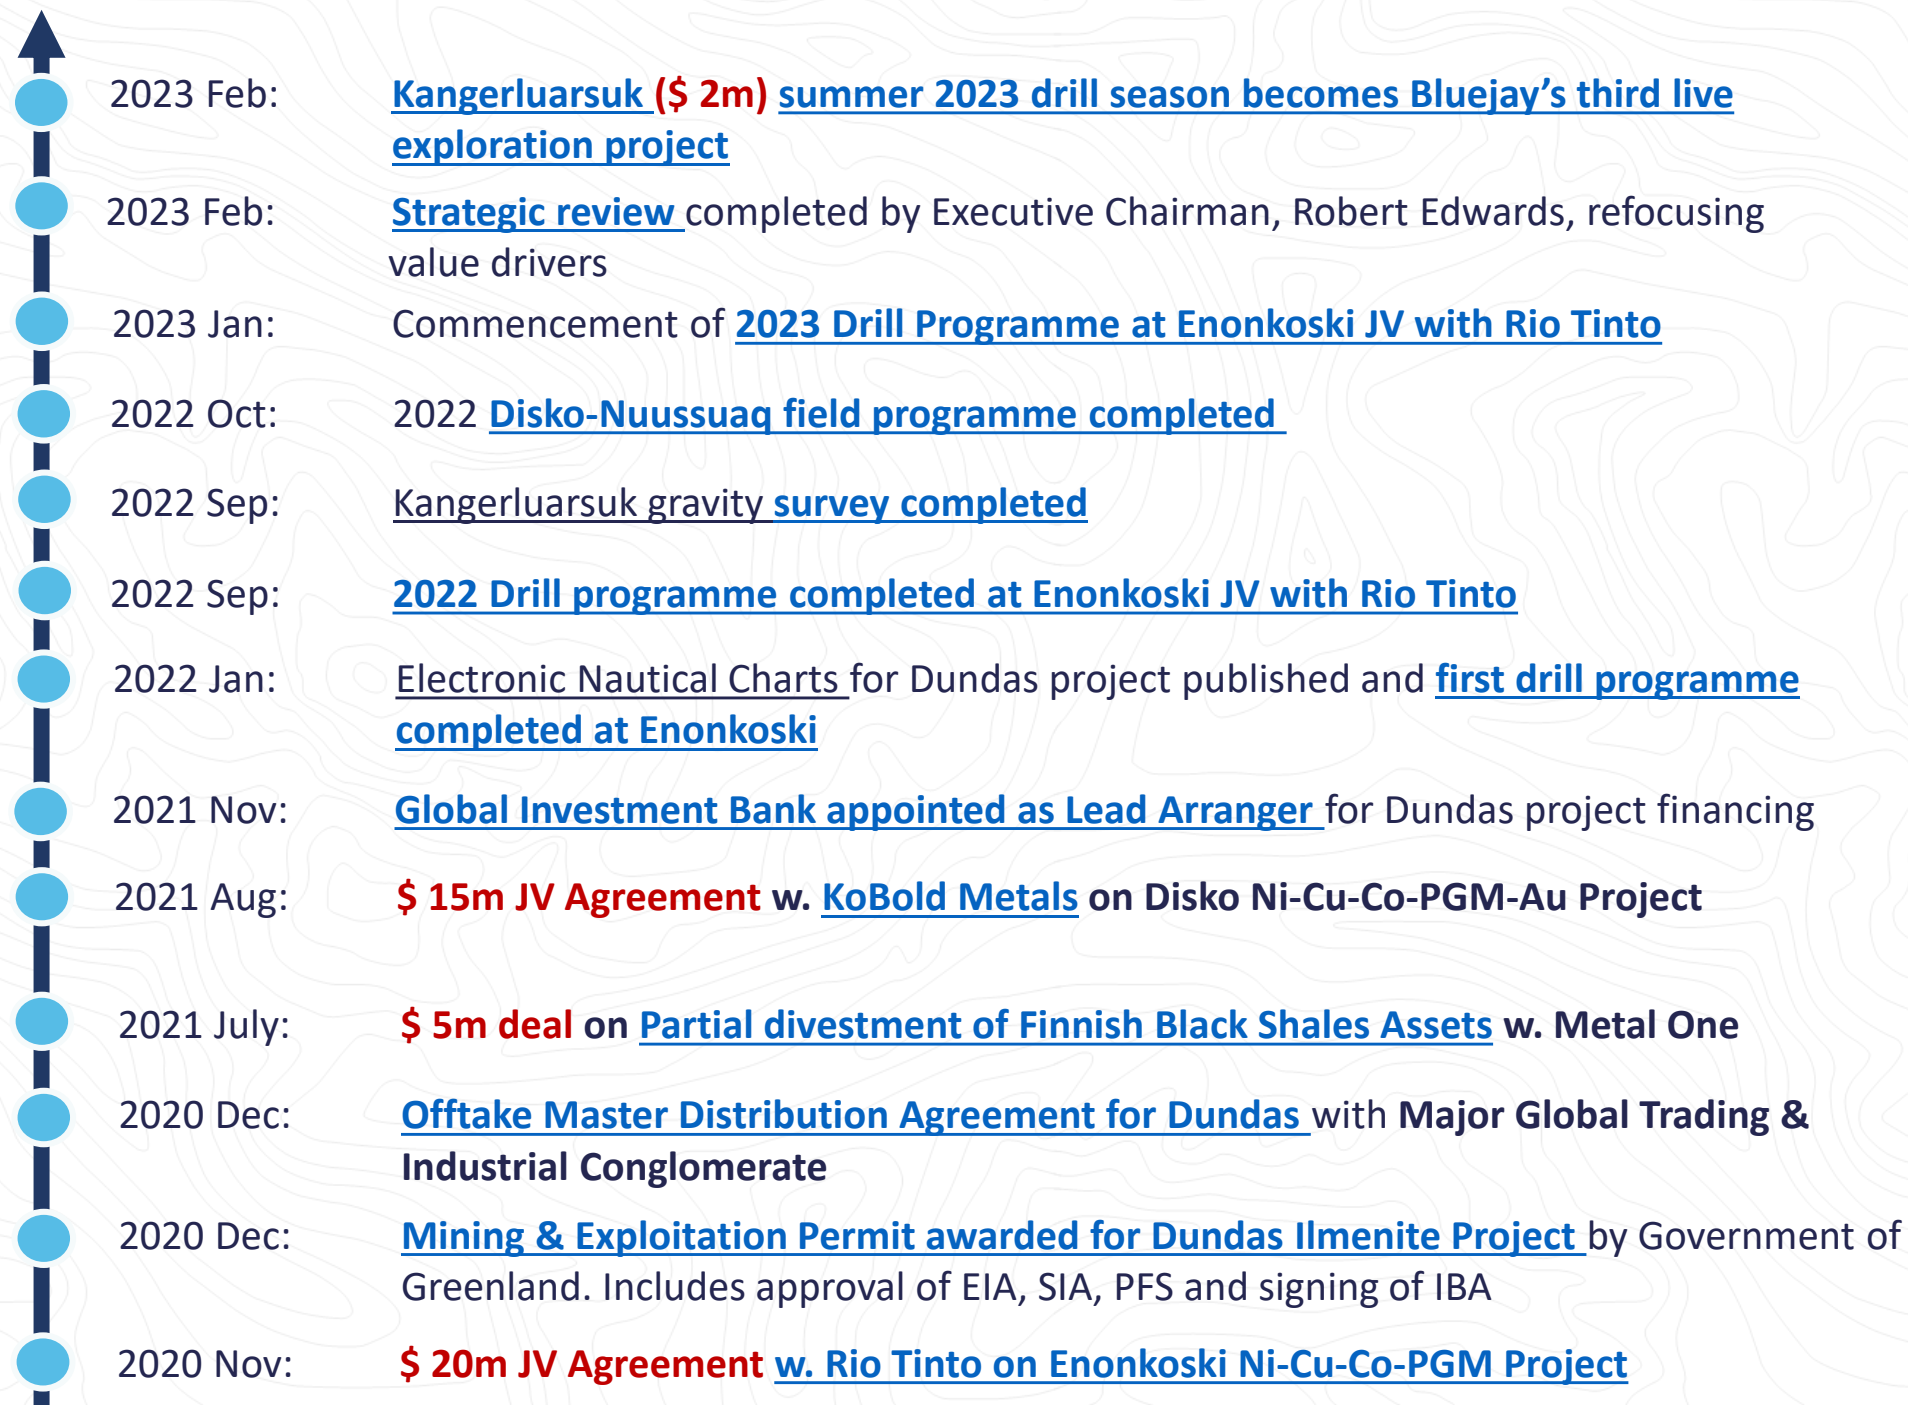 2023 Feb: Kangerluarsuk ($ 2m) summer 2023 drill season becomes Bluejay’s third live
exploration project
2023 Feb: Strategic review completed by Executive Chairman, Robert Edwards, refocusing
value drivers
2023 Jan: Commencement of 2023 Drill Programme at Enonkoski JV with Rio Tinto
2022 Oct: 2022 Disko-Nuussuaq field programme completed
2022 Sep: Kangerluarsuk gravity survey completed
2022 Sep: 2022 Drill programme completed at Enonkoski JV with Rio Tinto
2022 Jan: Electronic Nautical Charts for Dundas project published and first drill programme
completed at Enonkoski
2021 Nov: Global Investment Bank appointed as Lead Arranger for Dundas project financing
2021 Aug: $ 15m JV Agreement w. KoBold Metals on Disko Ni-Cu-Co-PGM-Au Project
2021 July: $ 5m deal on Partial divestment of Finnish Black Shales Assets w. Metal One
2020 Dec: Offtake Master Distribution Agreement for Dundas with Major Global Trading &
Industrial Conglomerate
2020 Dec: Mining & Exploitation Permit awarded for Dundas Ilmenite Project by Government of
Greenland. Includes approval of EIA, SIA, PFS and signing of IBA
2020 Nov: $ 20m JV Agreement w. Rio Tinto on Enonkoski Ni-Cu-Co-PGM Project